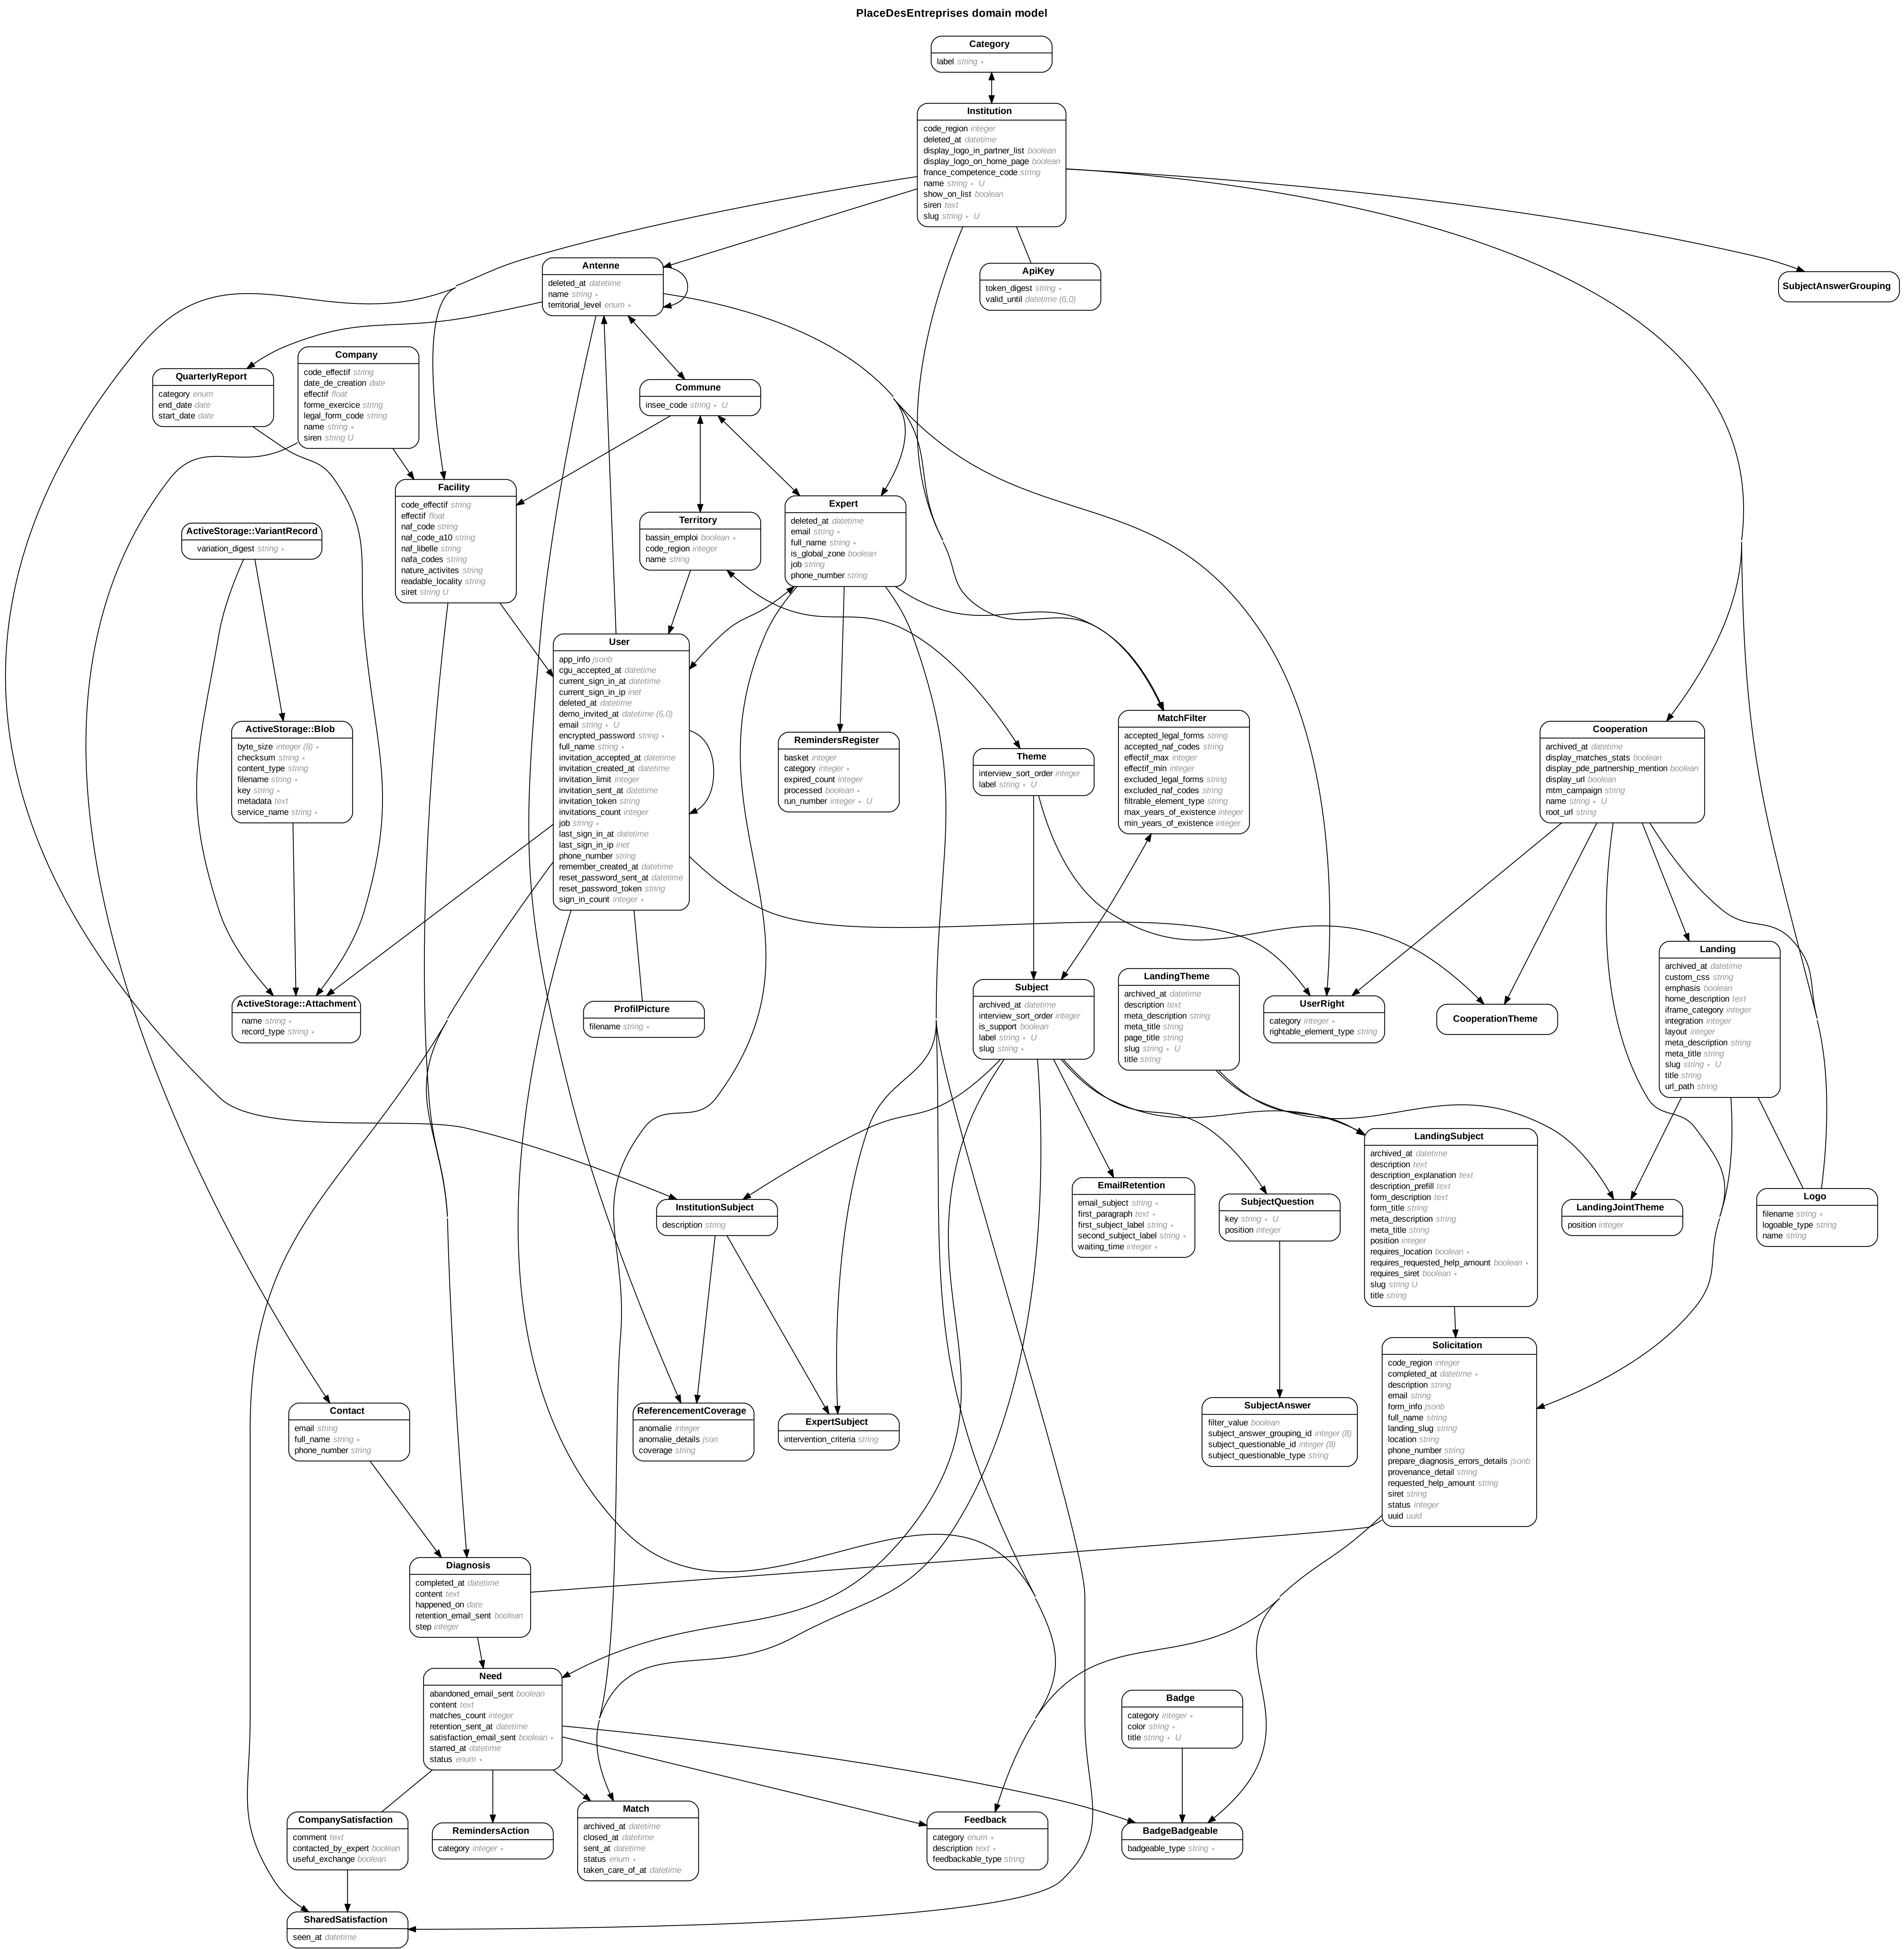 PlaceDesEntreprises domain model
Category
label string ∗
Institution
code_region integer
deleted_at datetime
display_logo_in_partner_list boolean
display_logo_on_home_page boolean
france_competence_code string
name string ∗ U
show_on_list boolean
siren text
slug string ∗ U
Antenne
deleted_at datetime
name string ∗
territorial_level enum ∗
ApiKey
token_digest string ∗
valid_until datetime (6,0)
SubjectAnswerGrouping
QuarterlyReport
category enum
end_date date
start_date date
Company
code_effectif string
date_de_creation date
effectif float
forme_exercice string
legal_form_code string
name string ∗
siren string U
Commune
insee_code string ∗ U
Facility
code_effectif string
effectif float
naf_code string
naf_code_a10 string
naf_libelle string
nafa_codes string
nature_activites string
readable_locality string
siret string U
ActiveStorage::VariantRecord
variation_digest string ∗
Territory
bassin_emploi boolean ∗
code_region integer
name string
Expert
deleted_at datetime
email string ∗
full_name string ∗
is_global_zone boolean
job string
phone_number string
User
app_info jsonb
cgu_accepted_at datetime
current_sign_in_at datetime
current_sign_in_ip inet
deleted_at datetime
demo_invited_at datetime (6,0)
email string ∗ U
encrypted_password string ∗
full_name string ∗
invitation_accepted_at datetime
invitation_created_at datetime
invitation_limit integer
invitation_sent_at datetime
invitation_token string
invitations_count integer
job string ∗
last_sign_in_at datetime
last_sign_in_ip inet
phone_number string
remember_created_at datetime
reset_password_sent_at datetime
reset_password_token string
sign_in_count integer ∗
ActiveStorage::Blob
byte_size integer (8) ∗
checksum string ∗
content_type string
filename string ∗
key string ∗
metadata text
service_name string ∗
RemindersRegister
basket integer
category integer ∗
expired_count integer
processed boolean ∗
run_number integer ∗ U
Theme
interview_sort_order integer
label string ∗ U
MatchFilter
accepted_legal_forms string
accepted_naf_codes string
effectif_max integer
effectif_min integer
excluded_legal_forms string
excluded_naf_codes string
filtrable_element_type string
max_years_of_existence integer
min_years_of_existence integer
Cooperation
archived_at datetime
display_matches_stats boolean
display_pde_partnership_mention boolean
display_url boolean
mtm_campaign string
name string ∗ U
root_url string
ActiveStorage::Attachment
name string ∗
record_type string ∗
ProfilPicture
filename string ∗
Subject
archived_at datetime
interview_sort_order integer
is_support boolean
label string ∗ U
slug string ∗
LandingTheme
archived_at datetime
description text
meta_description string
meta_title string
page_title string
slug string ∗ U
title string
UserRight
category integer ∗
rightable_element_type string
CooperationTheme
Landing
archived_at datetime
custom_css string
emphasis boolean
home_description text
iframe_category integer
integration integer
layout integer
meta_description string
meta_title string
slug string ∗ U
title string
url_path string
InstitutionSubject
description string
EmailRetention
email_subject string ∗
first_paragraph text ∗
first_subject_label string ∗
second_subject_label string ∗
waiting_time integer ∗
SubjectQuestion
key string ∗ U
position integer
LandingSubject
archived_at datetime
description text
description_explanation text
description_prefill text
form_description text
form_title string
meta_description string
meta_title string
position integer
requires_location boolean ∗
requires_requested_help_amount boolean ∗
requires_siret boolean ∗
slug string U
title string
LandingJointTheme
position integer
Logo
filename string ∗
logoable_type string
name string
Contact
email string
full_name string ∗
phone_number string
ReferencementCoverage
anomalie integer
anomalie_details json
coverage string
ExpertSubject
intervention_criteria string
SubjectAnswer
filter_value boolean
subject_answer_grouping_id integer (8)
subject_questionable_id integer (8)
subject_questionable_type string
Solicitation
code_region integer
completed_at datetime ∗
description string
email string
form_info jsonb
full_name string
landing_slug string
location string
phone_number string
prepare_diagnosis_errors_details jsonb
provenance_detail string
requested_help_amount string
siret string
status integer
uuid uuid
Diagnosis
completed_at datetime
content text
happened_on date
retention_email_sent boolean
step integer
Need
abandoned_email_sent boolean
content text
matches_count integer
retention_sent_at datetime
satisfaction_email_sent boolean ∗
starred_at datetime
status enum ∗
Badge
category integer ∗
color string ∗
title string ∗ U
CompanySatisfaction
comment text
contacted_by_expert boolean
useful_exchange boolean
RemindersAction
category integer ∗
Match
archived_at datetime
closed_at datetime
sent_at datetime
status enum ∗
taken_care_of_at datetime
Feedback
category enum ∗
description text ∗
feedbackable_type string
BadgeBadgeable
badgeable_type string ∗
SharedSatisfaction
seen_at datetime